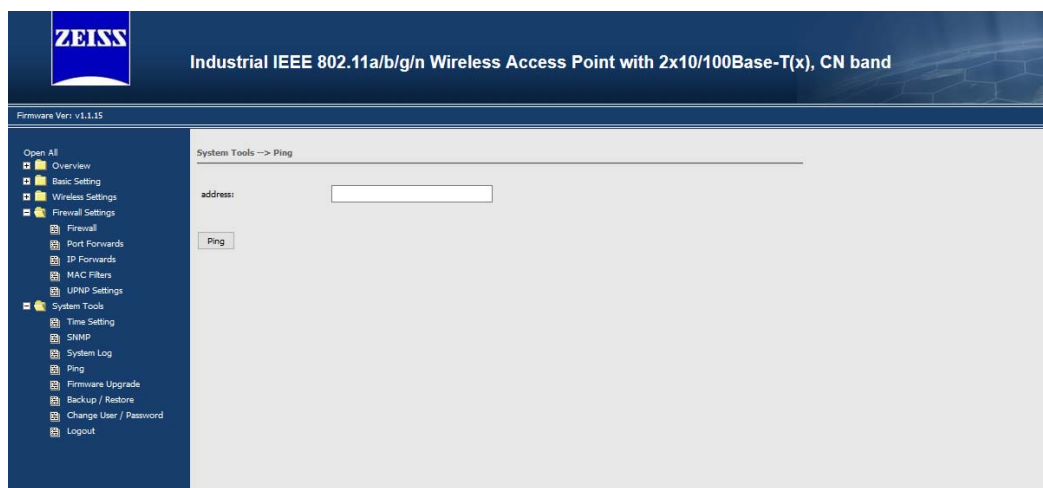 ZEISS
Industrial IEEE 802.11a/b/g/n Wireless Access Point with 2x10/100Base-T(x), CN band
Firmware Ver: v1.1.15
Open All
Overview
Basic Setting
Wireless Settings
Firewall Settings
Firewall
Port Forwards
IP Forwards
MAC Filters
UPNP Settings
System Tools
Time Setting
SNMP
System Log
Ping
Firmware Upgrade
Backup / Restore
Change User / Password
Logout
System Tools --> Ping
address:
Ping